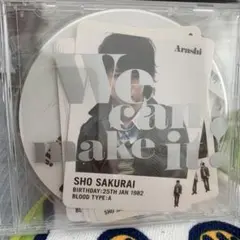 Arashi
We
can
make it!
SHO SAKURAI
BIRTHDAY:25TH JAN 1982
BLOOD TYPE:A